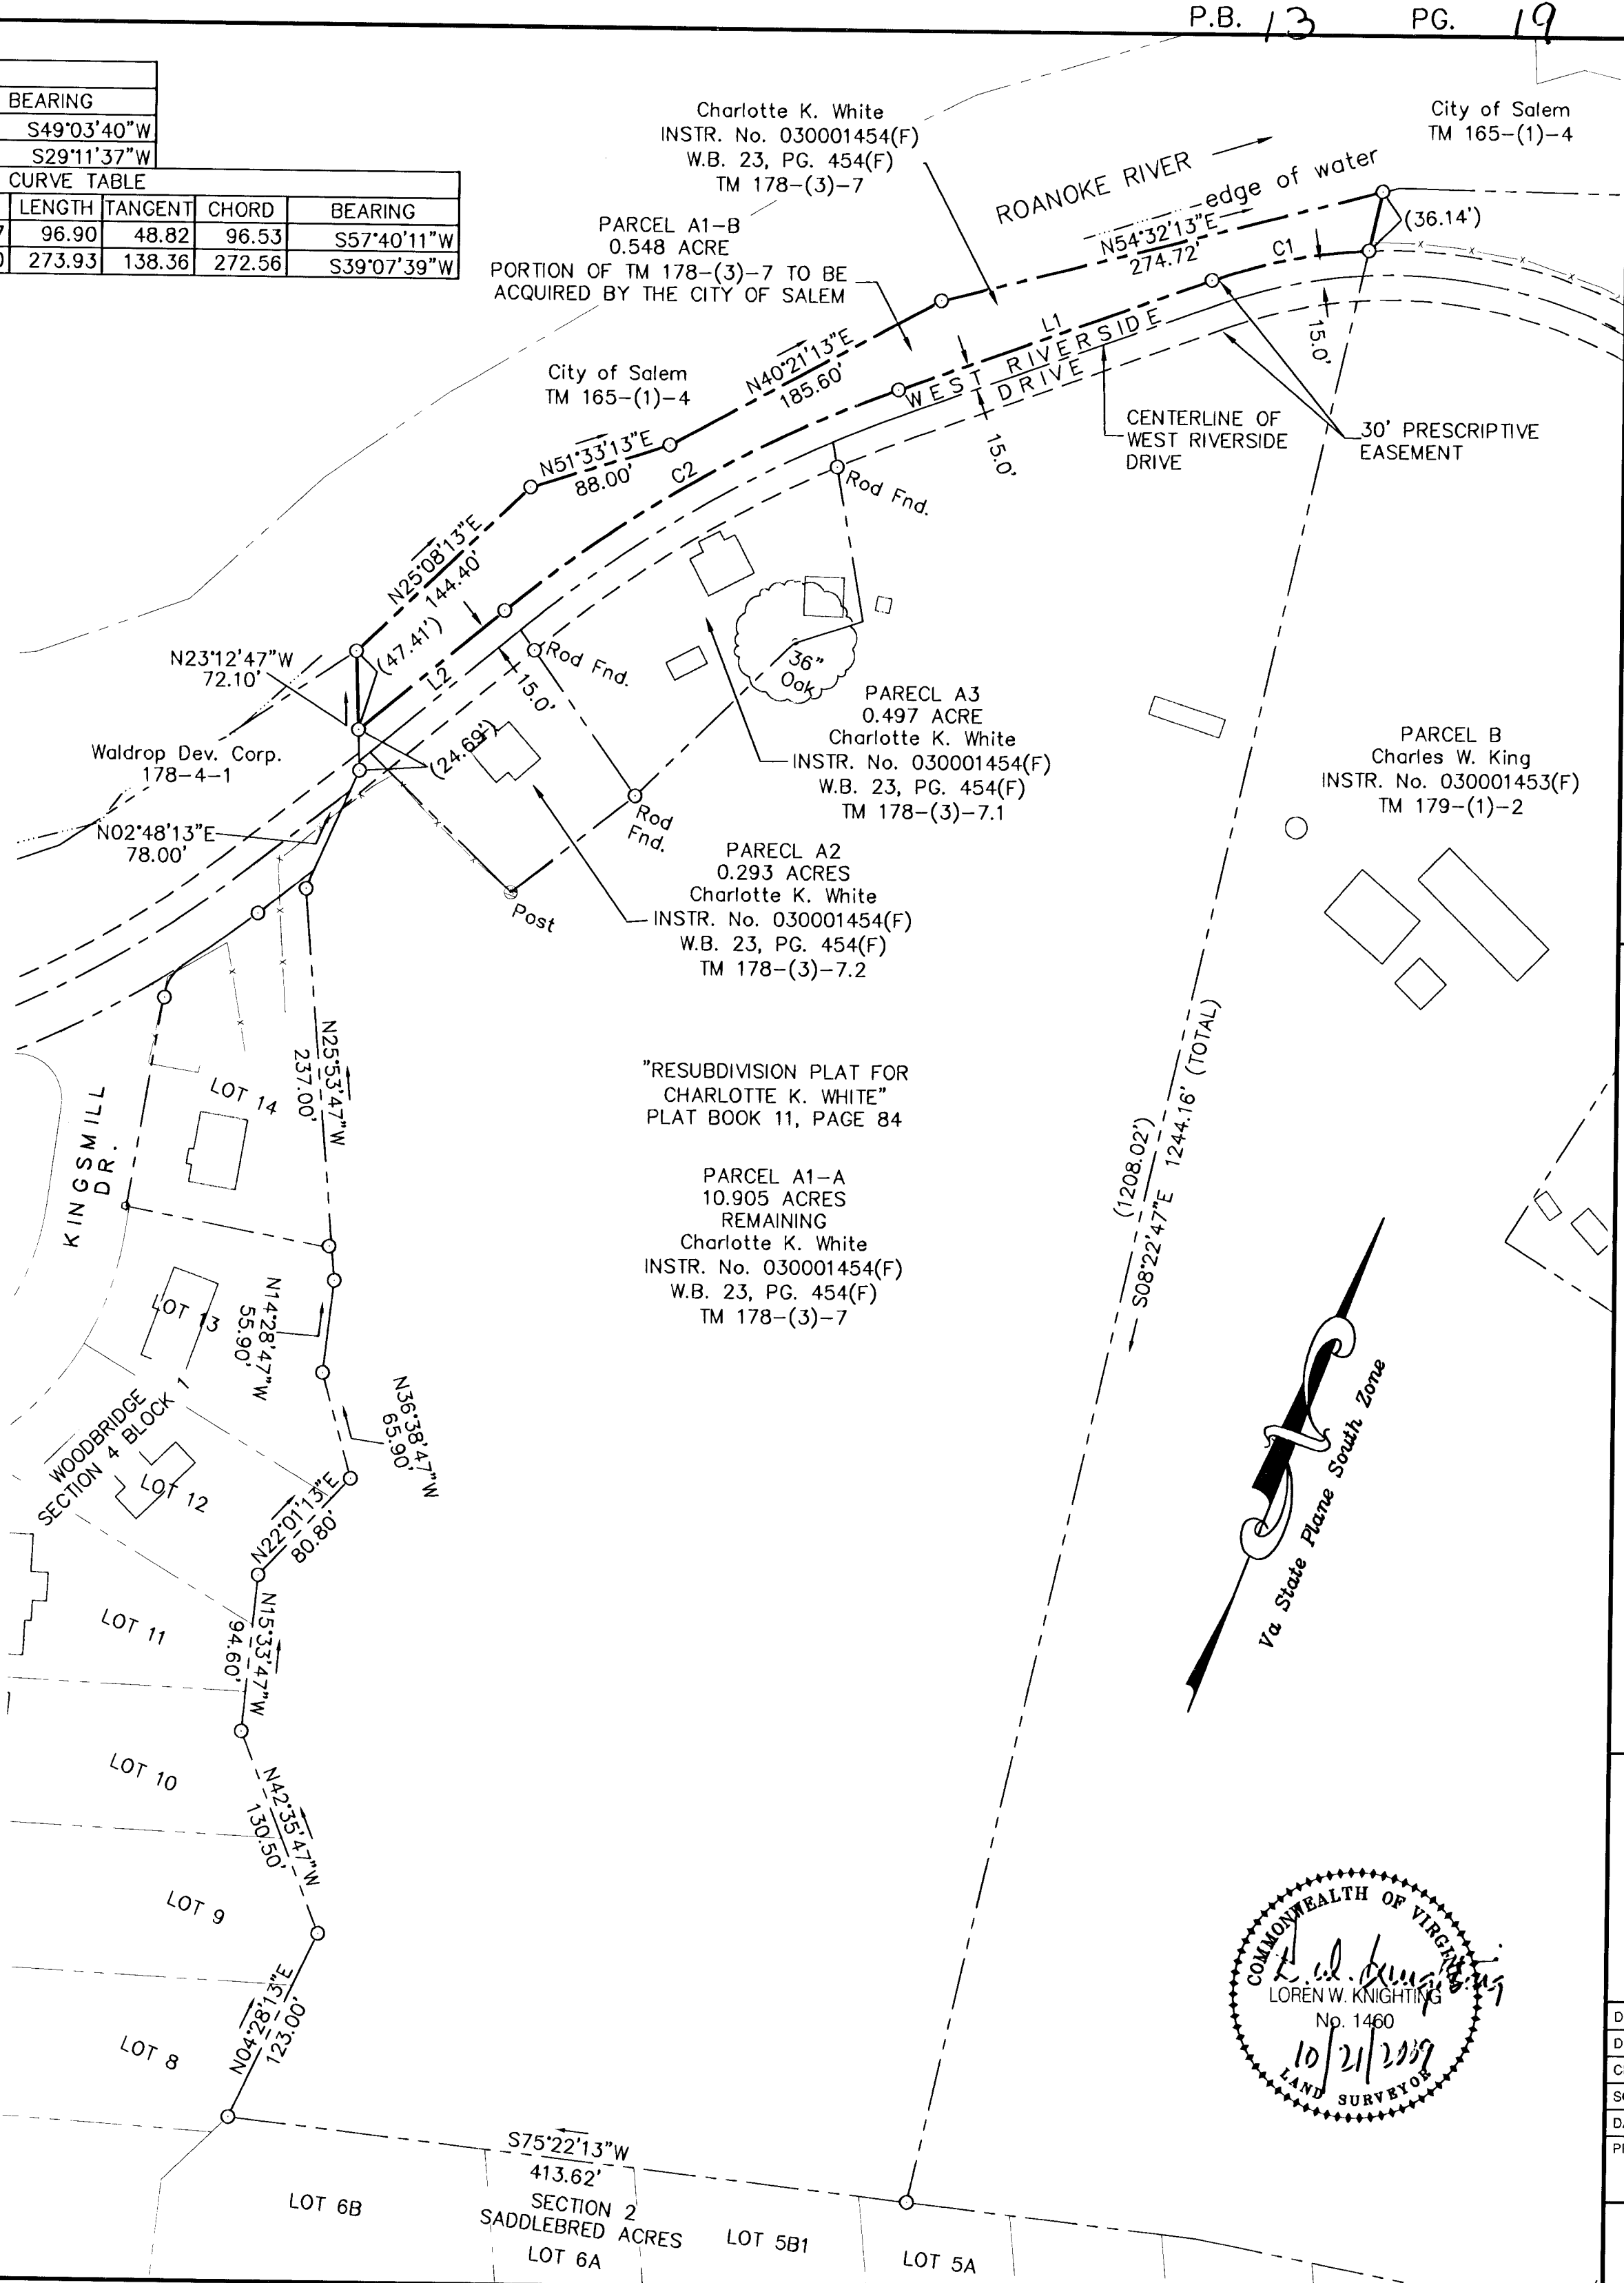 P.B. 13 PG. 19
BEARING
S49°03'40"W
S29°11'37"W
CURVE TABLE
LENGTH TANGENT CHORD BEARING
96.90 48.82 96.53 S57°40'11"W
273.93 138.36 272.56 S39°07'39"W
Charlotte K. White
INSTR. No. 030001454(F)
W.B. 23, PG. 454(F)
TM 178-(3)-7
City of Salem
TM 165-(1)-4
ROANOKE RIVER
edge of water
PARCEL A1-B
0.548 ACRE
PORTION OF TM 178-(3)-7 TO BE
ACQUIRED BY THE CITY OF SALEM
N54°32'13"E
274.72'
(36.14')
C1
L1
WEST RIVERSIDE
DRIVE
15.0'
15.0'
City of Salem
TM 165-(1)-4
N40°21'13"E
185.60'
CENTERLINE OF
WEST RIVERSIDE
DRIVE
30' PRESCRIPTIVE
EASEMENT
N51°33'13"E
88.00'
C2
Rod Fnd.
N25°08'13"E
144.40'
(47.41')
L2
N23°12'47"W
72.10'
Rod Fnd.
15.0'
36"
Oak
(24.69')
Waldrop Dev. Corp.
178-4-1
PARECL A3
0.497 ACRE
Charlotte K. White
INSTR. No. 030001454(F)
W.B. 23, PG. 454(F)
TM 178-(3)-7.1
PARCEL B
Charles W. King
INSTR. No. 030001453(F)
TM 179-(1)-2
N02°48'13"E
78.00'
Rod
Fnd.
Post
PARECL A2
0.293 ACRES
Charlotte K. White
INSTR. No. 030001454(F)
W.B. 23, PG. 454(F)
TM 178-(3)-7.2
N25°53'47"W
237.00'
LOT 14
KINGSMILL
DR.
"RESUBDIVISION PLAT FOR
CHARLOTTE K. WHITE"
PLAT BOOK 11, PAGE 84
(1208.02')
S08°22'47"E 1244.16' (TOTAL)
PARCEL A1-A
10.905 ACRES
REMAINING
Charlotte K. White
INSTR. No. 030001454(F)
W.B. 23, PG. 454(F)
TM 178-(3)-7
LOT 13
N14°28'47"W
55.90'
N36°38'47"W
65.90'
WOODBRIDGE
SECTION 4 BLOCK 1
LOT 12
N22°01'13"E
80.80'
Va State Plane South Zone
LOT 11
N15°33'47"W
94.60'
LOT 10
N42°35'47"W
130.50'
LOT 9
COMMONWEALTH OF VIRGINIA
LOREN W. KNIGHTING
No. 1460
10/21/2009
LAND SURVEYOR
N04°28'13"E
123.00'
LOT 8
S75°22'13"W
413.62'
LOT 6B
SECTION 2
SADDLEBRED ACRES
LOT 6A
LOT 5B1
LOT 5A